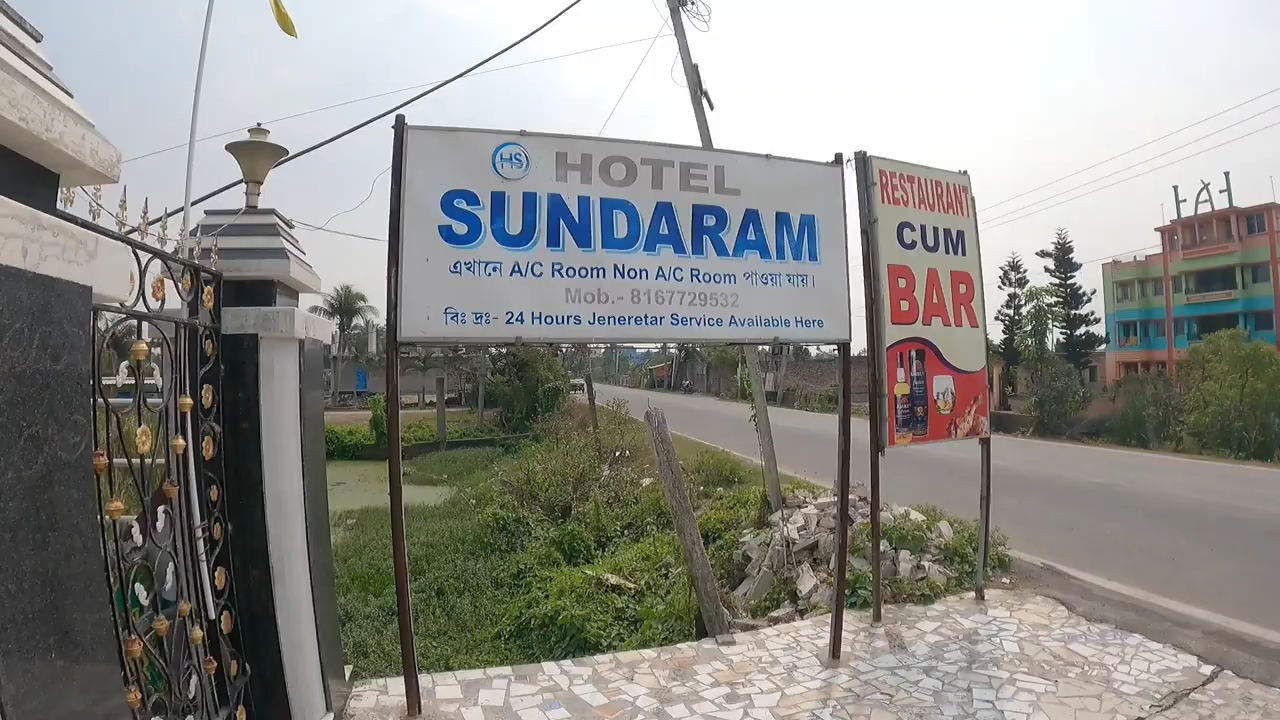 HS HOTEL
SUNDARAM
এখানে A/C Room Non A/C Room পাওয়া যায়।
Mob.- 8167729532
বিঃ দ্রঃ- 24 Hours Jeneretar Service Available Here
RESTAURANT
CUM
BAR